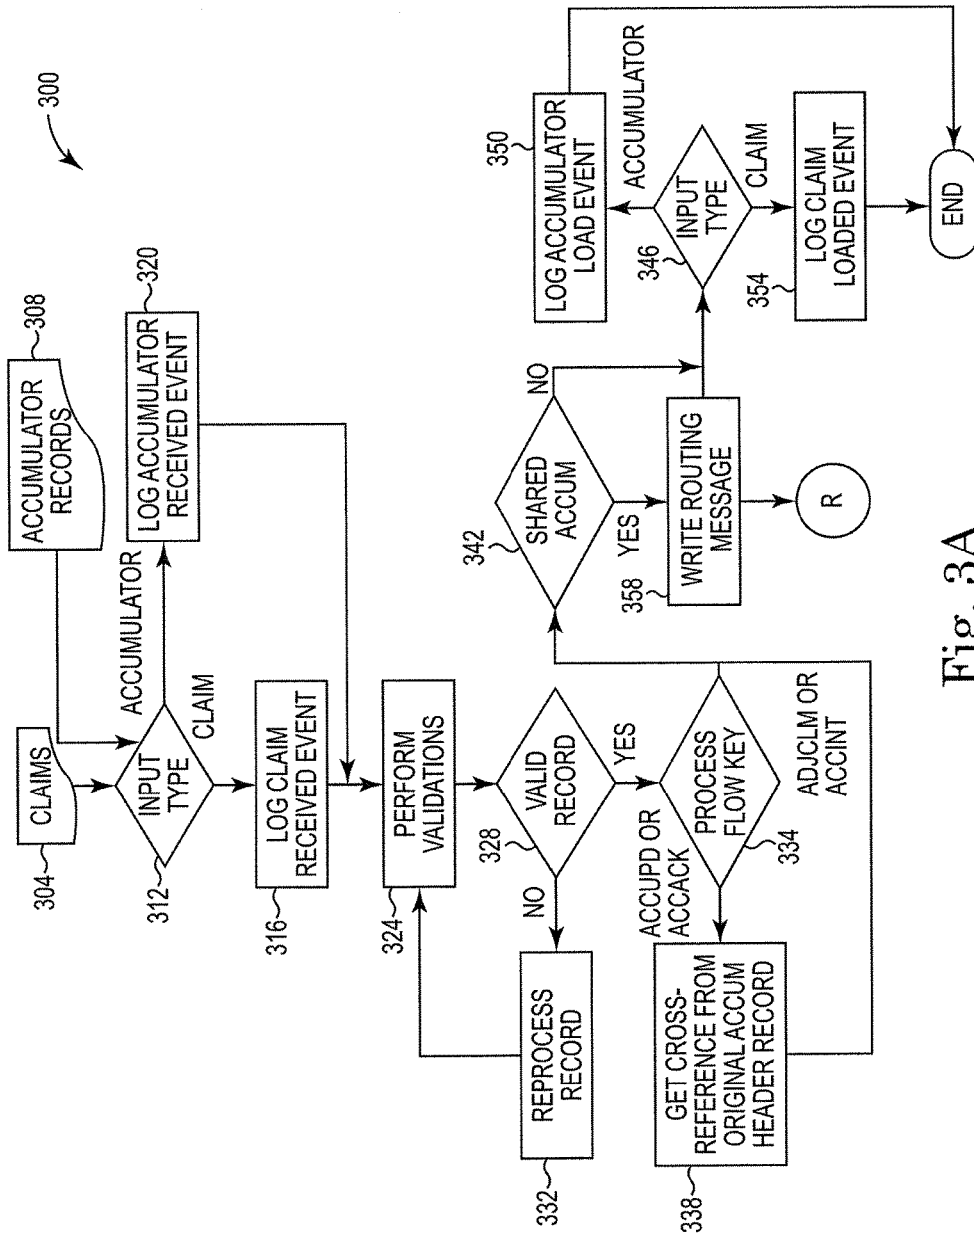 300
304
CLAIMS
308
ACCUMULATOR
RECORDS
312
INPUT
TYPE
ACCUMULATOR
CLAIM
320
LOG ACCUMULATOR
RECEIVED EVENT
316
LOG CLAIM
RECEIVED EVENT
324
PERFORM
VALIDATIONS
328
VALID
RECORD
NO
YES
332
REPROCESS
RECORD
334
PROCESS
FLOW KEY
ACCUPD OR
ACCACK
ADJCLM OR
ACCINT
338
GET CROSS-
REFERENCE FROM
ORIGINAL ACCUM
HEADER RECORD
342
SHARED
ACCUM
NO
YES
358
WRITE ROUTING
MESSAGE
R
346
INPUT
TYPE
ACCUMULATOR
CLAIM
350
LOG ACCUMULATOR
LOAD EVENT
354
LOG CLAIM
LOADED EVENT
END
Fig. 3A